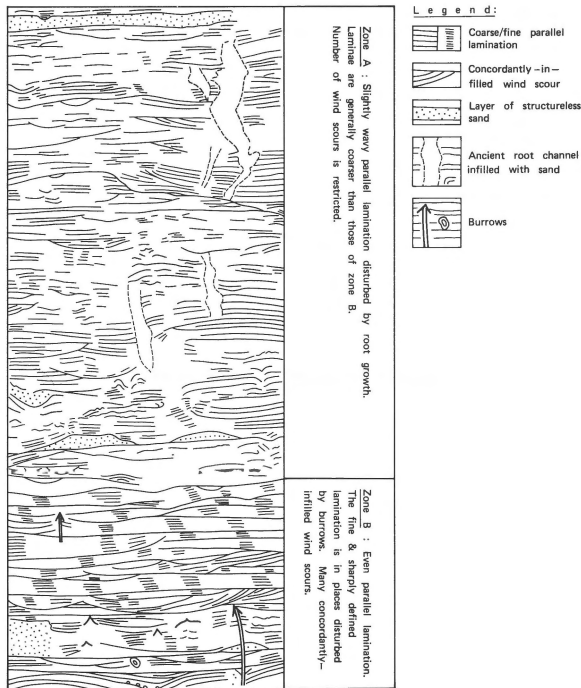 Zone A : Slightly wavy parallel lamination disturbed by root growth.
Laminae are generally coarser than those of zone B.
Number of wind scours is restricted.
Zone B : Even parallel lamination.
The fine & sharply defined
lamination is in places disturbed
by burrows. Many concordantly–
infilled wind scours.
Legend:
Coarse/fine parallel
lamination
Concordantly –in–
filled wind scour
Layer of structureless
sand
Ancient root channel
infilled with sand
Burrows